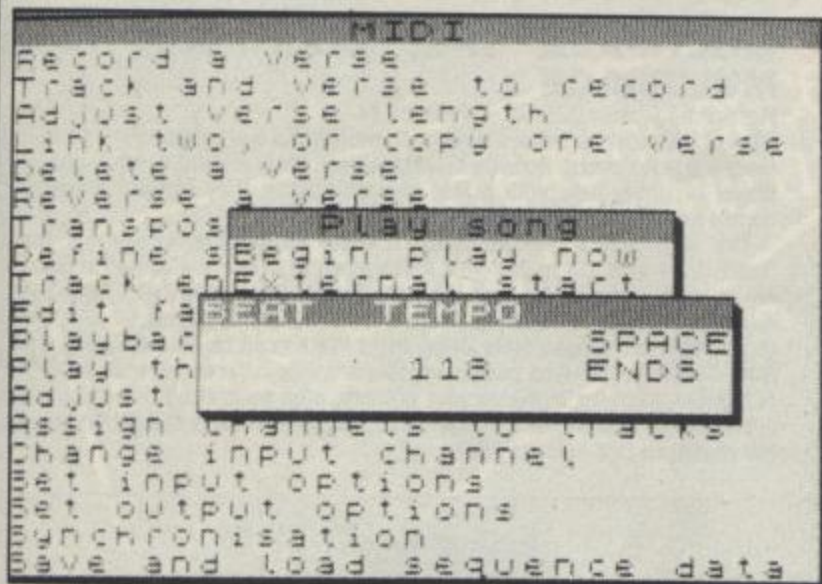 MIDI
Record a verse
Track and verse to record
Adjust verse length
Link two, or copy one verse
Delete a verse
Reverse a verse
Transpos
Play song
Define s
Begin play now
Track en
External start
Edit fa
BEAT TEMPO
Playbac
SPACE
Play th
118 ENDS
Adjust
Assign channels to tracks
Change input channel
Set input options
Set output options
Synchronisation
Save and load sequence data